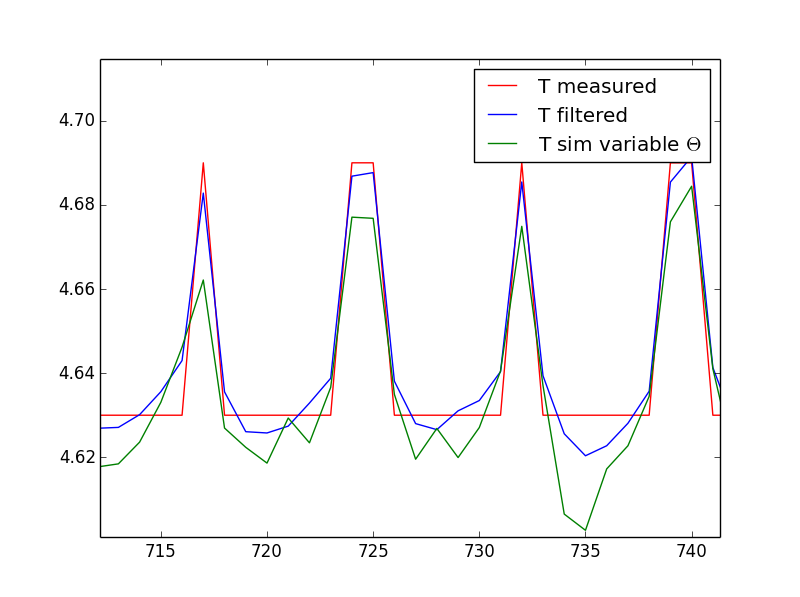 T measured
T filtered
T sim variable Θ
4.70
4.68
4.66
4.64
4.62
715 720 725 730 735 740